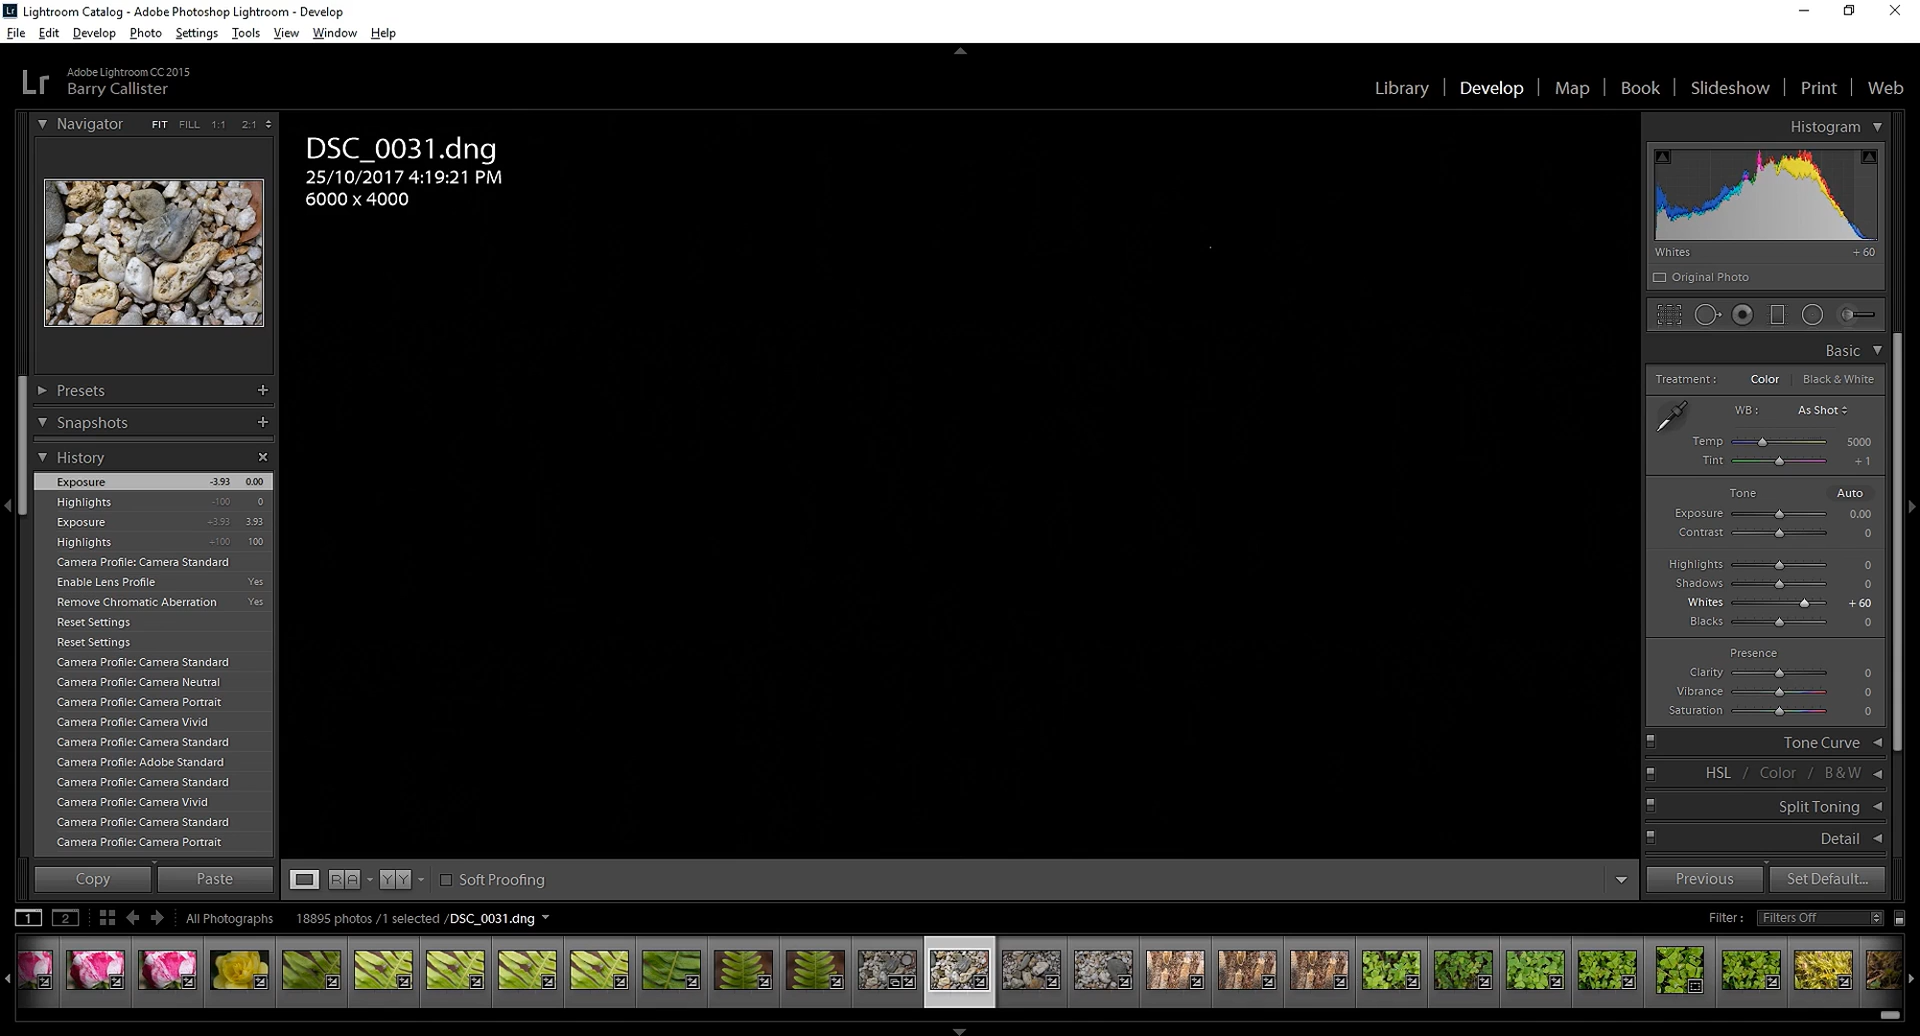 Lightroom Catalog - Adobe Photoshop Lightroom - Develop
File Edit Develop Photo Settings Tools View Window Help
Lr Adobe Lightroom CC 2015
Barry Callister
Library | Develop | Map | Book | Slideshow | Print | Web
Navigator FIT FILL 1:1 2:1
DSC_0031.dng
25/10/2017 4:19:21 PM
6000 x 4000
Presets +
Snapshots +
History
Exposure -3.93 0.00
Highlights -100 0
Exposure +3.93 3.93
Highlights +100 100
Camera Profile: Camera Standard
Enable Lens Profile Yes
Remove Chromatic Aberration Yes
Reset Settings
Reset Settings
Camera Profile: Camera Standard
Camera Profile: Camera Neutral
Camera Profile: Camera Portrait
Camera Profile: Camera Vivid
Camera Profile: Camera Standard
Camera Profile: Adobe Standard
Camera Profile: Camera Standard
Camera Profile: Camera Vivid
Camera Profile: Camera Standard
Camera Profile: Camera Portrait
Copy Paste
Histogram
Whites + 60
Original Photo
Basic
Treatment : Color | Black & White
WB : As Shot
Temp 5000
Tint + 1
Tone Auto
Exposure 0.00
Contrast 0
Highlights 0
Shadows 0
Whites + 60
Blacks 0
Presence
Clarity 0
Vibrance 0
Saturation 0
Tone Curve
HSL / Color / B & W
Split Toning
Detail
Previous Set Default...
R A Y Y Soft Proofing
1 2 All Photographs 18895 photos /1 selected /DSC_0031.dng
Filter : Filters Off